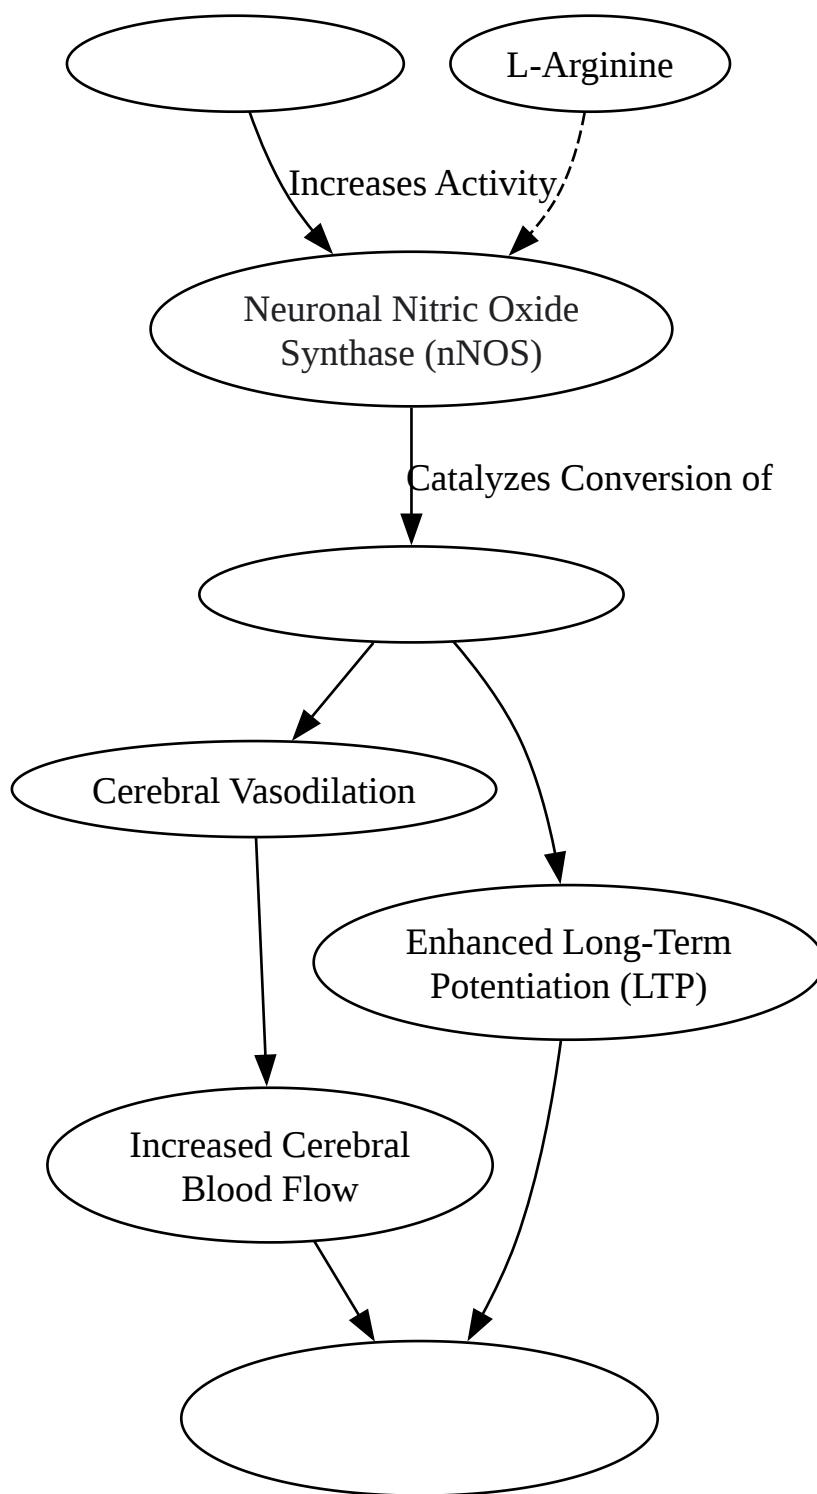 L-Arginine
Increases Activity
Neuronal Nitric Oxide
Synthase (nNOS)
Catalyzes Conversion of
Cerebral Vasodilation
Enhanced Long-Term
Potentiation (LTP)
Increased Cerebral
Blood Flow